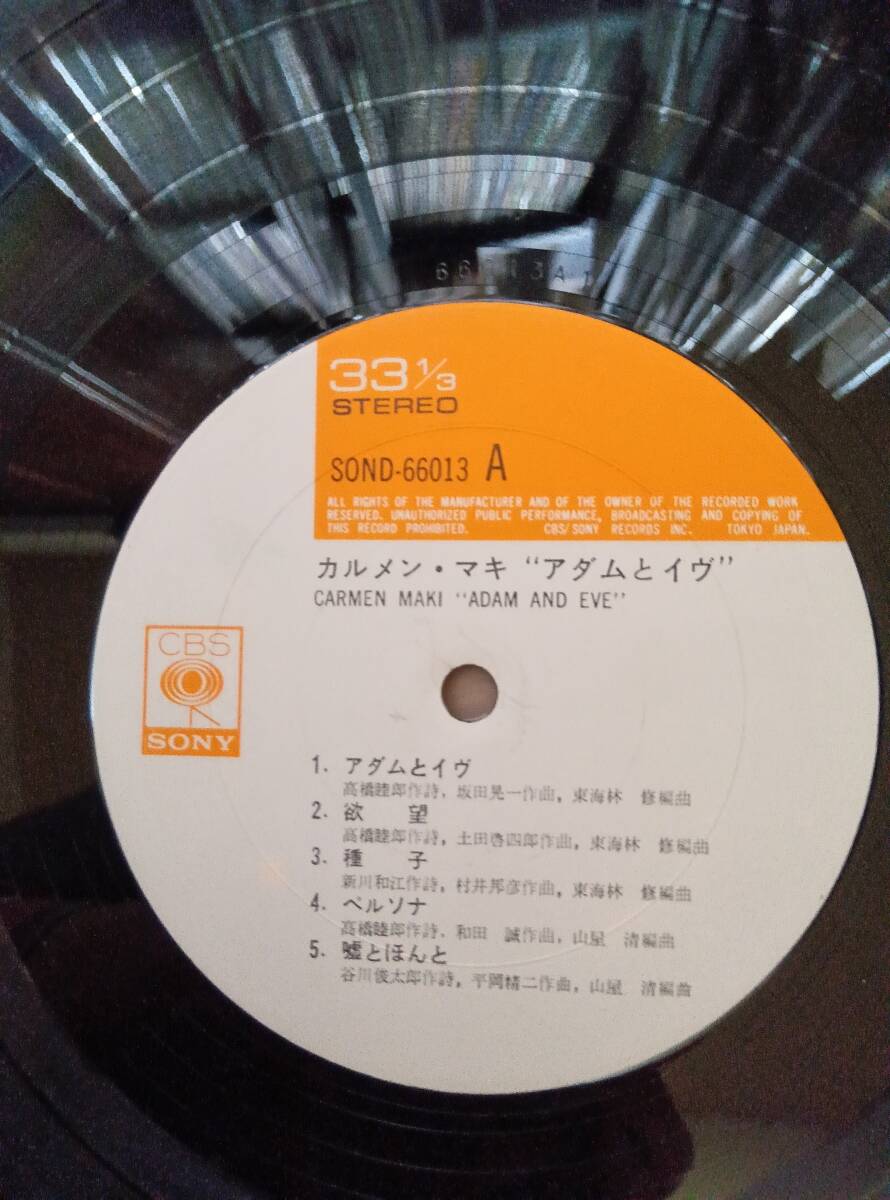 33 1/3
STEREO
SOND-66013 A
ALL RIGHTS OF THE MANUFACTURER AND OF THE OWNER OF THE RECORDED WORK
RESERVED. UNAUTHORIZED PUBLIC PERFORMANCE, BROADCASTING AND COPYING OF
THIS RECORD PROHIBITED. CBS/SONY RECORDS INC. TOKYO JAPAN.
カルメン・マキ “アダムとイヴ”
CARMEN MAKI “ADAM AND EVE”
CBS
SONY
1. アダムとイヴ
高橋睦郎作詩, 坂田晃一作曲, 東海林 修編曲
2. 欲 望
高橋睦郎作詩, 土田啓四郎作曲, 東海林 修編曲
3. 種 子
新川和江作詩, 村井邦彦作曲, 東海林 修編曲
4. ペルソナ
高橋睦郎作詩, 和田 誠作曲, 山屋 清編曲
5. 嘘とほんと
谷川俊太郎作詩, 平岡精二作曲, 山屋 清編曲